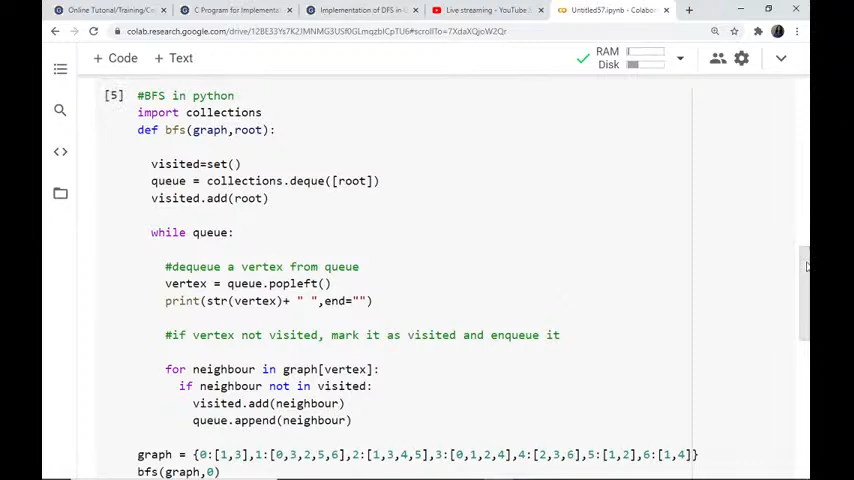 Online Tutorial/Training/C
C Program for Implementa
Implementation of DFS in
Live streaming - YouTube
Untitled57.ipynb - Colabor
colab.research.google.com/drive/
+ Code + Text
RAM
Disk
[5] #BFS in python
import collections
def bfs(graph,root):
visited=set()
queue = collections.deque([root])
visited.add(root)
while queue:
#dequeue a vertex from queue
vertex = queue.popleft()
print(str(vertex)+ " ",end="")
#if vertex not visited, mark it as visited and enqueue it
for neighbour in graph[vertex]:
if neighbour not in visited:
visited.add(neighbour)
queue.append(neighbour)
graph = {0:[1,3],1:[0,3,2,5,6],2:[1,3,4,5],3:[0,1,2,4],4:[2,3,6],5:[1,2],6:[1,4]}
bfs(graph,0)